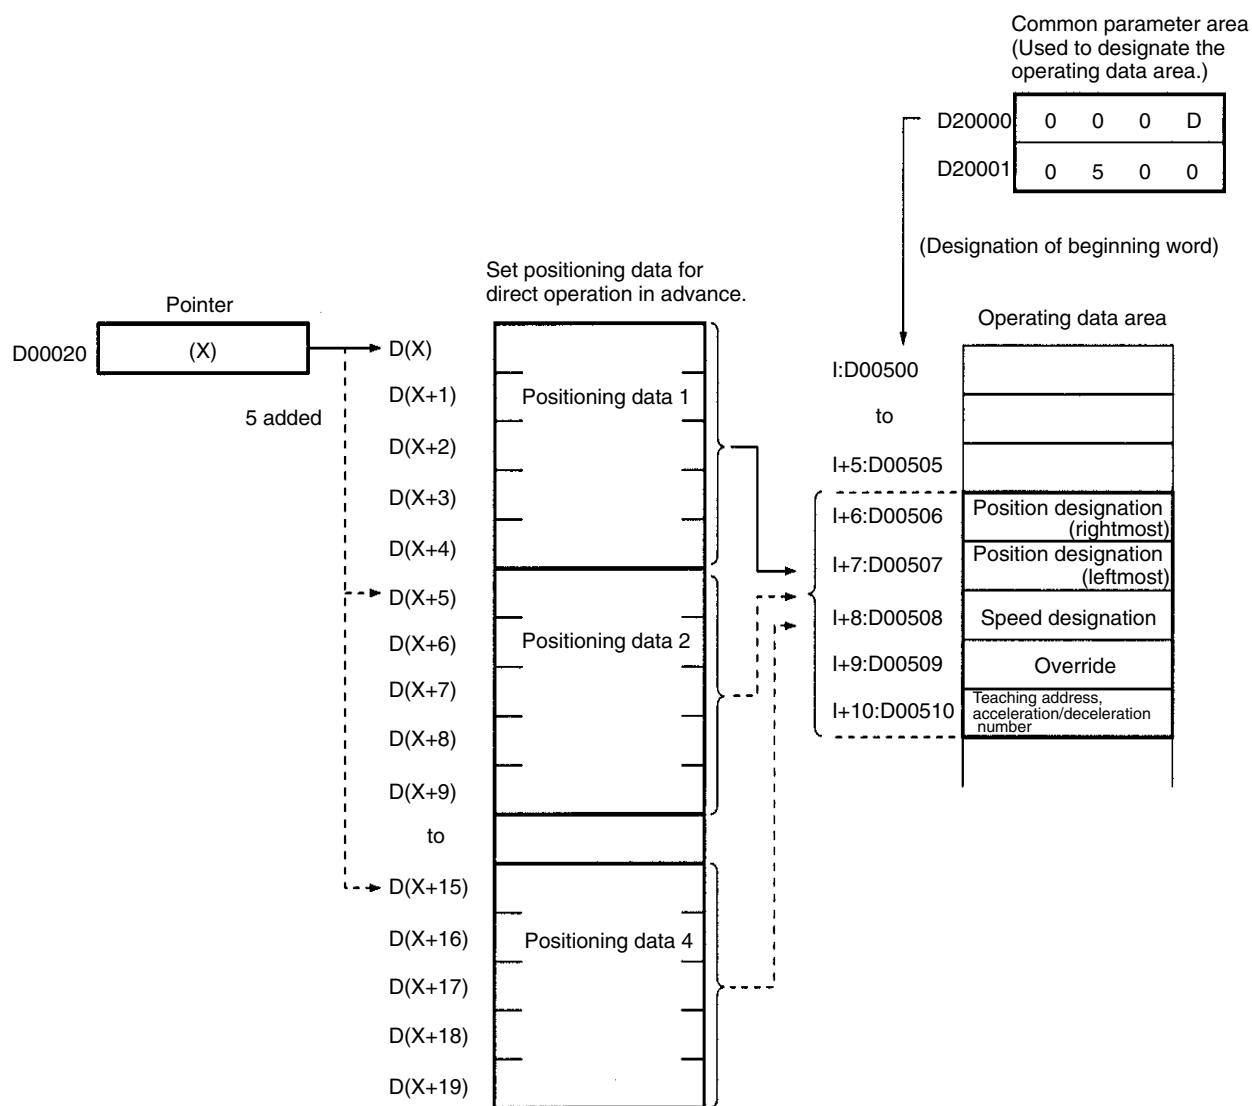 Common parameter area
(Used to designate the
operating data area.)
D20000 0 0 0 D
D20001 0 5 0 0
(Designation of beginning word)
Set positioning data for
direct operation in advance.
Pointer
D00020 (X)
5 added
D(X)
D(X+1) Positioning data 1
D(X+2)
D(X+3)
D(X+4)
D(X+5)
D(X+6) Positioning data 2
D(X+7)
D(X+8)
D(X+9)
to
D(X+15)
D(X+16) Positioning data 4
D(X+17)
D(X+18)
D(X+19)
Operating data area
I:D00500
to
I+5:D00505
I+6:D00506 Position designation
(rightmost)
I+7:D00507 Position designation
(leftmost)
I+8:D00508 Speed designation
I+9:D00509 Override
I+10:D00510 Teaching address,
acceleration/deceleration
number